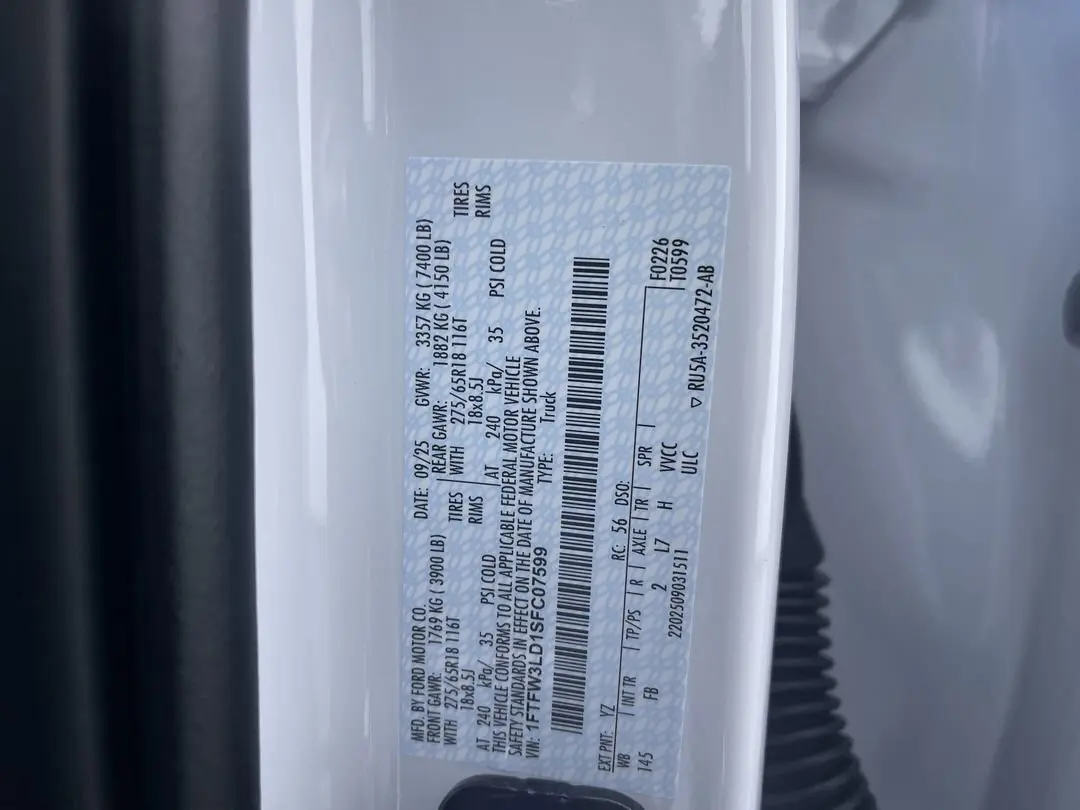 MFD. BY FORD MOTOR CO.
DATE: 09/25 GVWR: 3357 KG ( 7400 LB)
FRONT GAWR: 1769 KG ( 3900 LB) REAR GAWR: 1882 KG ( 4150 LB)
WITH 275/65R18 116T TIRES WITH 275/65R18 116T TIRES
18x8.5J RIMS 18x8.5J RIMS
AT 240 kPa/ 35 PSI COLD AT 240 kPa/ 35 PSI COLD
THIS VEHICLE CONFORMS TO ALL APPLICABLE FEDERAL MOTOR VEHICLE
SAFETY STANDARDS IN EFFECT ON THE DATE OF MANUFACTURE SHOWN ABOVE.
VIN: 1FTFW3LD1SFC07599 TYPE: Truck
EXT PNT: YZ RC: 56 DSO: F0226
WB INT TR TP/PS R AXLE TR SPR T0599
145 FB 2 L7 H VVCC
220250903151 1 ULC
▽ RU5A-3520472-AB